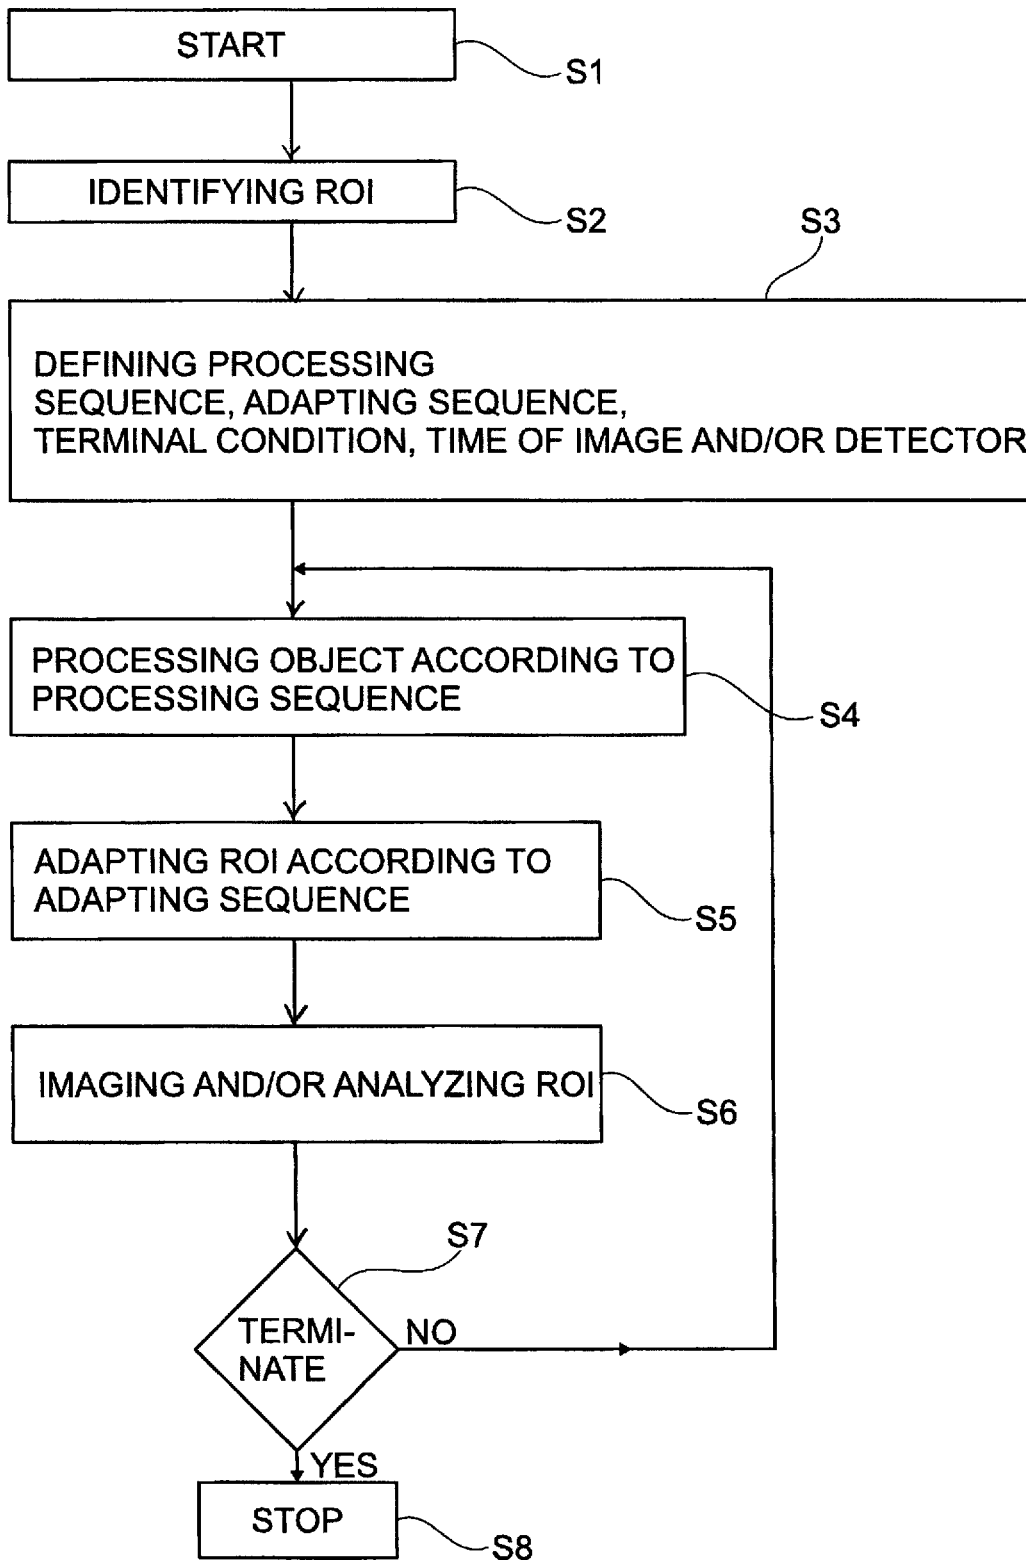 START
S1
IDENTIFYING ROI
S2
S3
DEFINING PROCESSING
SEQUENCE, ADAPTING SEQUENCE,
TERMINAL CONDITION, TIME OF IMAGE AND/OR DETECTOR
PROCESSING OBJECT ACCORDING TO
PROCESSING SEQUENCE
S4
ADAPTING ROI ACCORDING TO
ADAPTING SEQUENCE
S5
IMAGING AND/OR ANALYZING ROI
S6
S7
TERMI-
NATE
NO
YES
STOP
S8